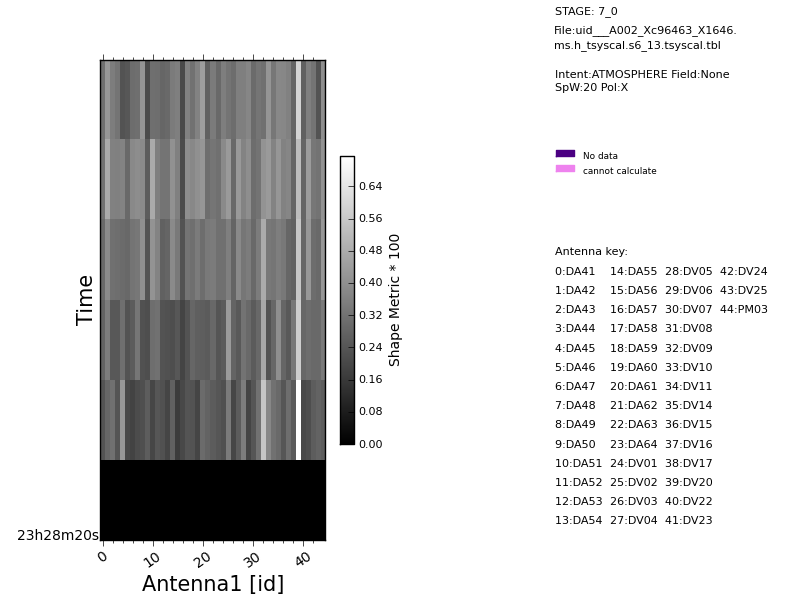 STAGE: 7_0
File:uid___A002_Xc96463_X1646.
ms.h_tsyscal.s6_13.tsyscal.tbl
Intent:ATMOSPHERE Field:None
SpW:20 Pol:X
No data
cannot calculate
0.64
0.56
0.48
0.40
0.32
0.24
0.16
0.08
0.00
Shape Metric * 100
Time
23h28m20s
0 10 20 30 40
Antenna1 [id]
Antenna key:
0:DA41 14:DA55 28:DV05 42:DV24
1:DA42 15:DA56 29:DV06 43:DV25
2:DA43 16:DA57 30:DV07 44:PM03
3:DA44 17:DA58 31:DV08
4:DA45 18:DA59 32:DV09
5:DA46 19:DA60 33:DV10
6:DA47 20:DA61 34:DV11
7:DA48 21:DA62 35:DV14
8:DA49 22:DA63 36:DV15
9:DA50 23:DA64 37:DV16
10:DA51 24:DV01 38:DV17
11:DA52 25:DV02 39:DV20
12:DA53 26:DV03 40:DV22
13:DA54 27:DV04 41:DV23